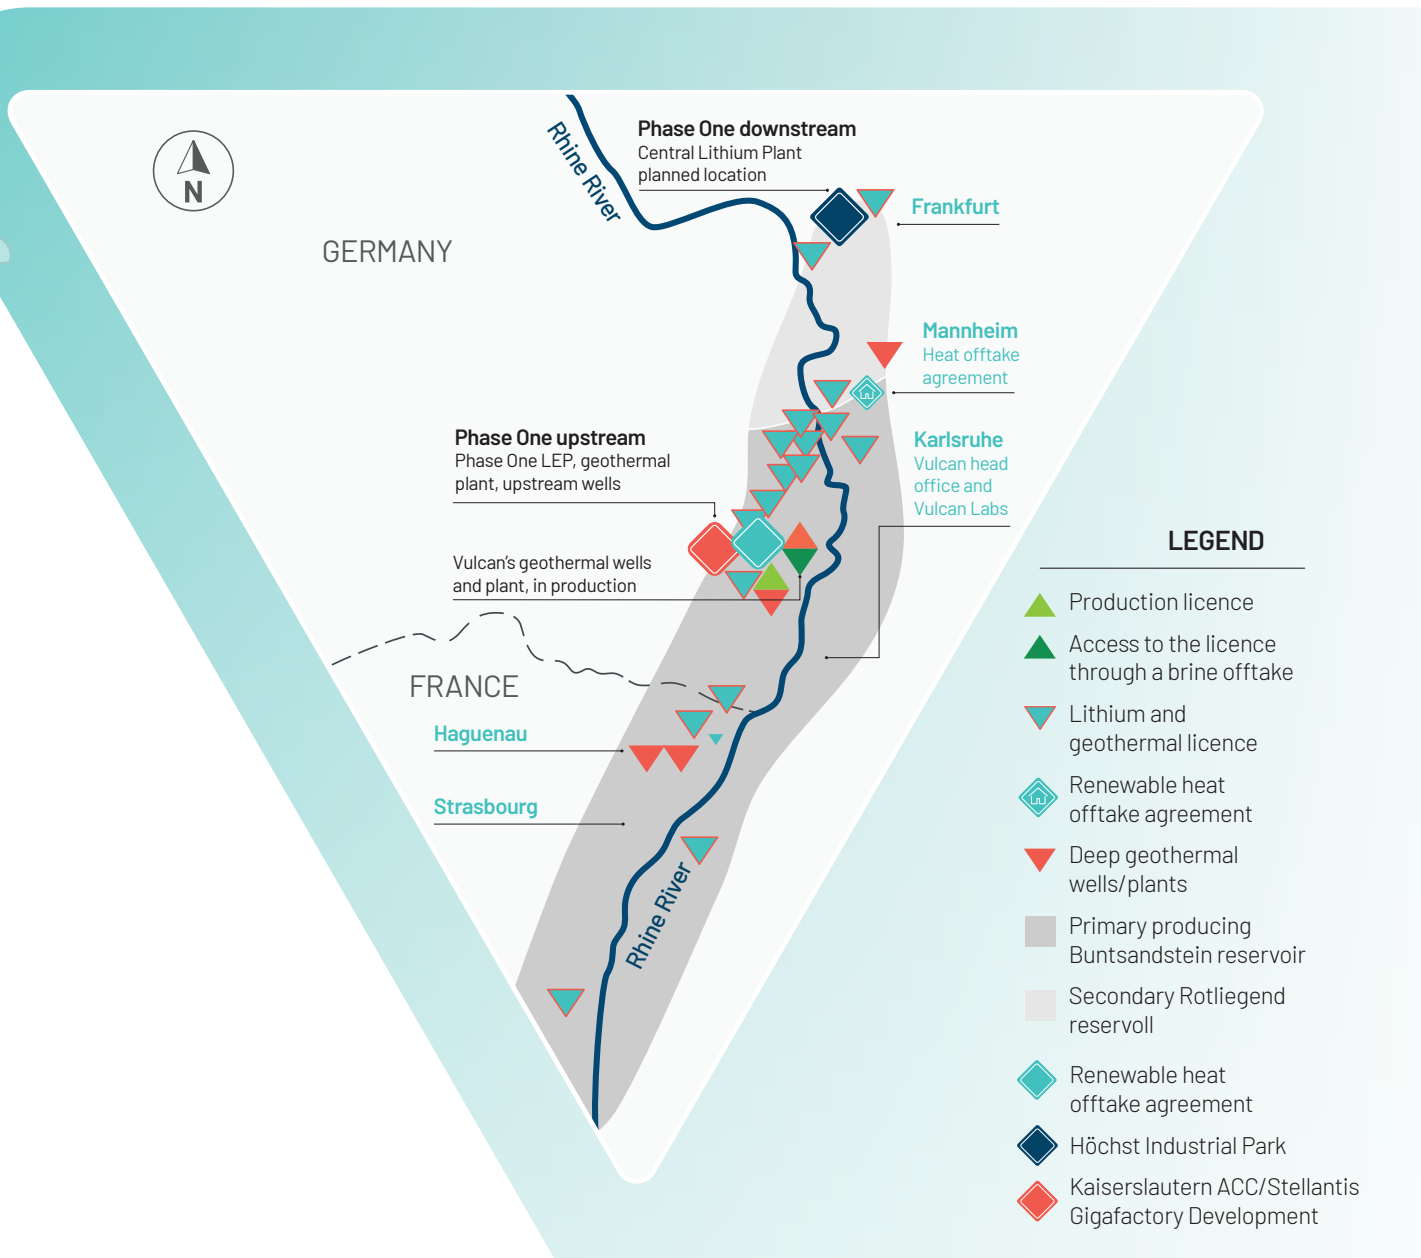 Phase One downstream
Central Lithium Plant
planned location
Rhine River
N
Frankfurt
GERMANY
Mannheim
Heat offtake
agreement
Phase One upstream
Phase One LEP, geothermal
plant, upstream wells
Karlsruhe
Vulcan head
office and
Vulcan Labs
Vulcan's geothermal wells
and plant, in production
FRANCE
Haguenau
Strasbourg
Rhine River
LEGEND
Production licence
Access to the licence
through a brine offtake
Lithium and
geothermal licence
Renewable heat
offtake agreement
Deep geothermal
wells/plants
Primary producing
Buntsandstein reservoir
Secondary Rotliegend
reservoll
Renewable heat
offtake agreement
Höchst Industrial Park
Kaiserslautern ACC/Stellantis
Gigafactory Development